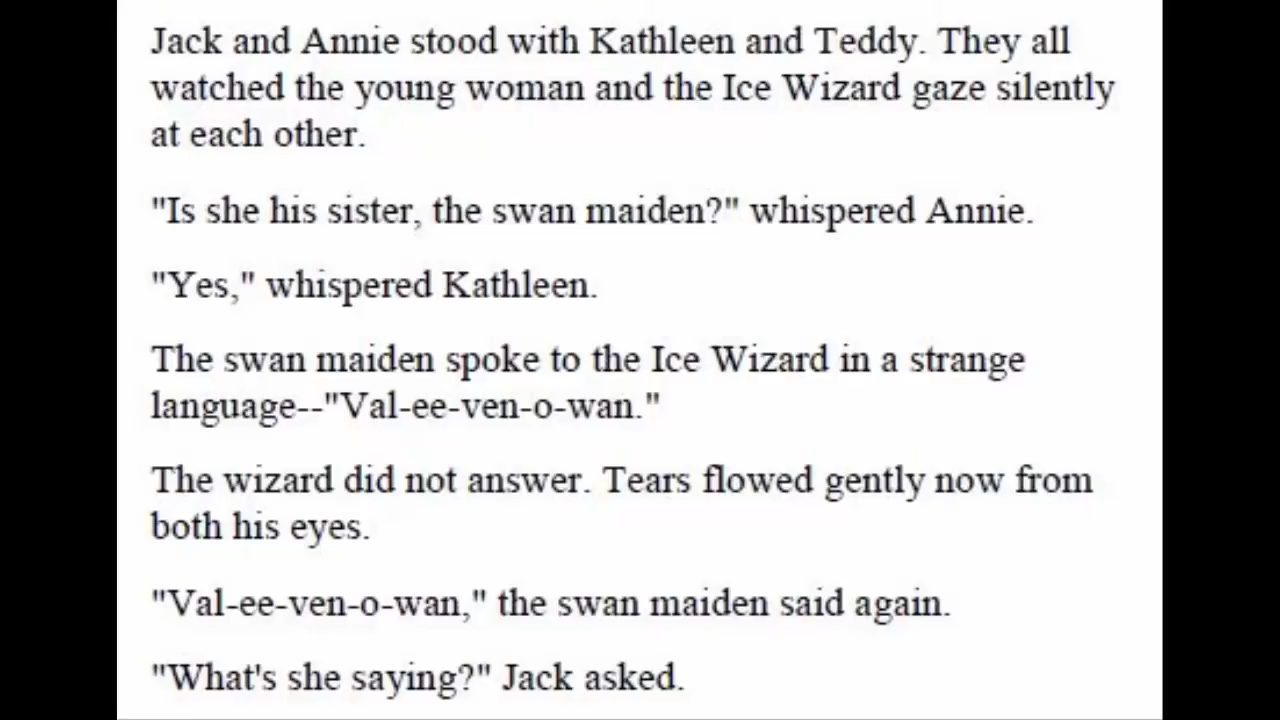 Jack and Annie stood with Kathleen and Teddy. They all
watched the young woman and the Ice Wizard gaze silently
at each other.
"Is she his sister, the swan maiden?" whispered Annie.
"Yes," whispered Kathleen.
The swan maiden spoke to the Ice Wizard in a strange
language--"Val-ee-ven-o-wan."
The wizard did not answer. Tears flowed gently now from
both his eyes.
"Val-ee-ven-o-wan," the swan maiden said again.
"What's she saying?" Jack asked.